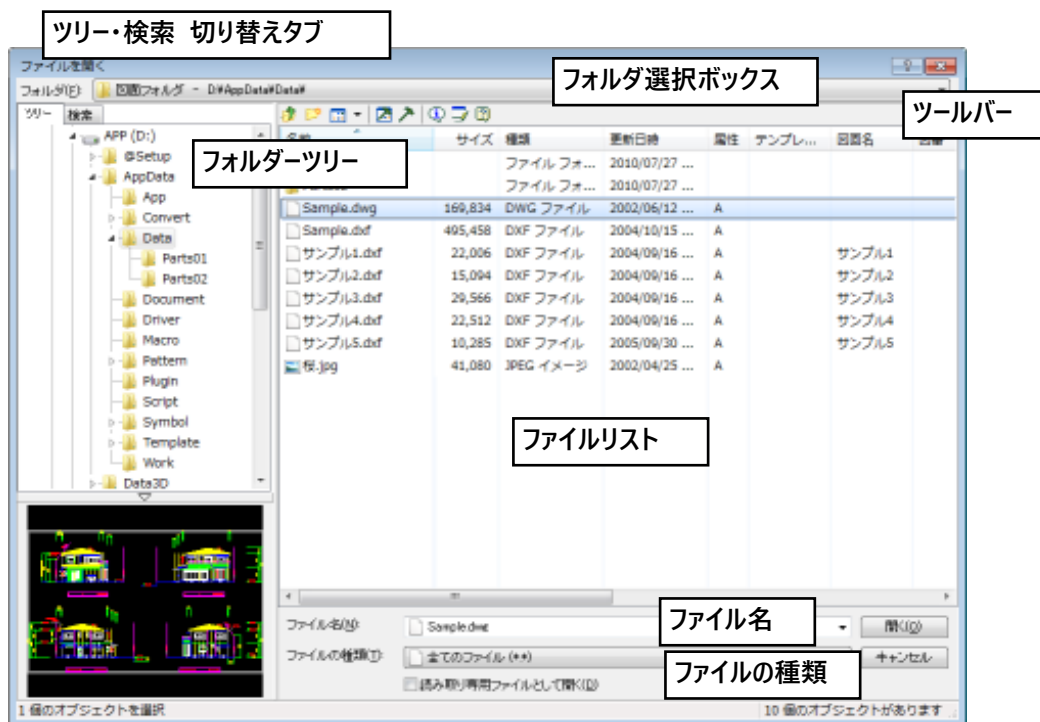 ツリー・検索 切り替えタブ
ファイルを開く
フォルダ選択ボックス
フォルダ(E): 図面フォルダ - D:¥AppData¥Data¥
ツールバー
ツリー 検索
名前 サイズ 種類 更新日時 属性 テンプレ... 図面名 図番
フォルダーツリー
ファイル フォ... 2010/07/27 ...
ファイル フォ... 2010/07/27 ...
Sample.dwg 169,834 DWG ファイル 2002/06/12 ... A
Sample.dxf 495,458 DXF ファイル 2004/10/15 ... A
サンプル1.dxf 22,006 DXF ファイル 2004/09/16 ... A サンプル1
サンプル2.dxf 15,094 DXF ファイル 2004/09/16 ... A サンプル2
サンプル3.dxf 29,566 DXF ファイル 2004/09/16 ... A サンプル3
サンプル4.dxf 22,512 DXF ファイル 2004/09/16 ... A サンプル4
サンプル5.dxf 10,285 DXF ファイル 2005/09/30 ... A サンプル5
桜.jpg 41,080 JPEG イメージ 2002/04/25 ... A
APP (D:)
@Setup
AppData
App
Convert
Data
Parts01
Parts02
Document
Driver
Macro
Pattern
Plugin
Script
Symbol
Template
Work
Data3D
ファイルリスト
ファイル名(N): Sample.dwg
ファイル名
開く(O)
ファイルの種類(T): 全てのファイル (*.*)
ファイルの種類
キャンセル
読み取り専用ファイルとして開く(D)
1 個のオブジェクトを選択
10 個のオブジェクトがあります